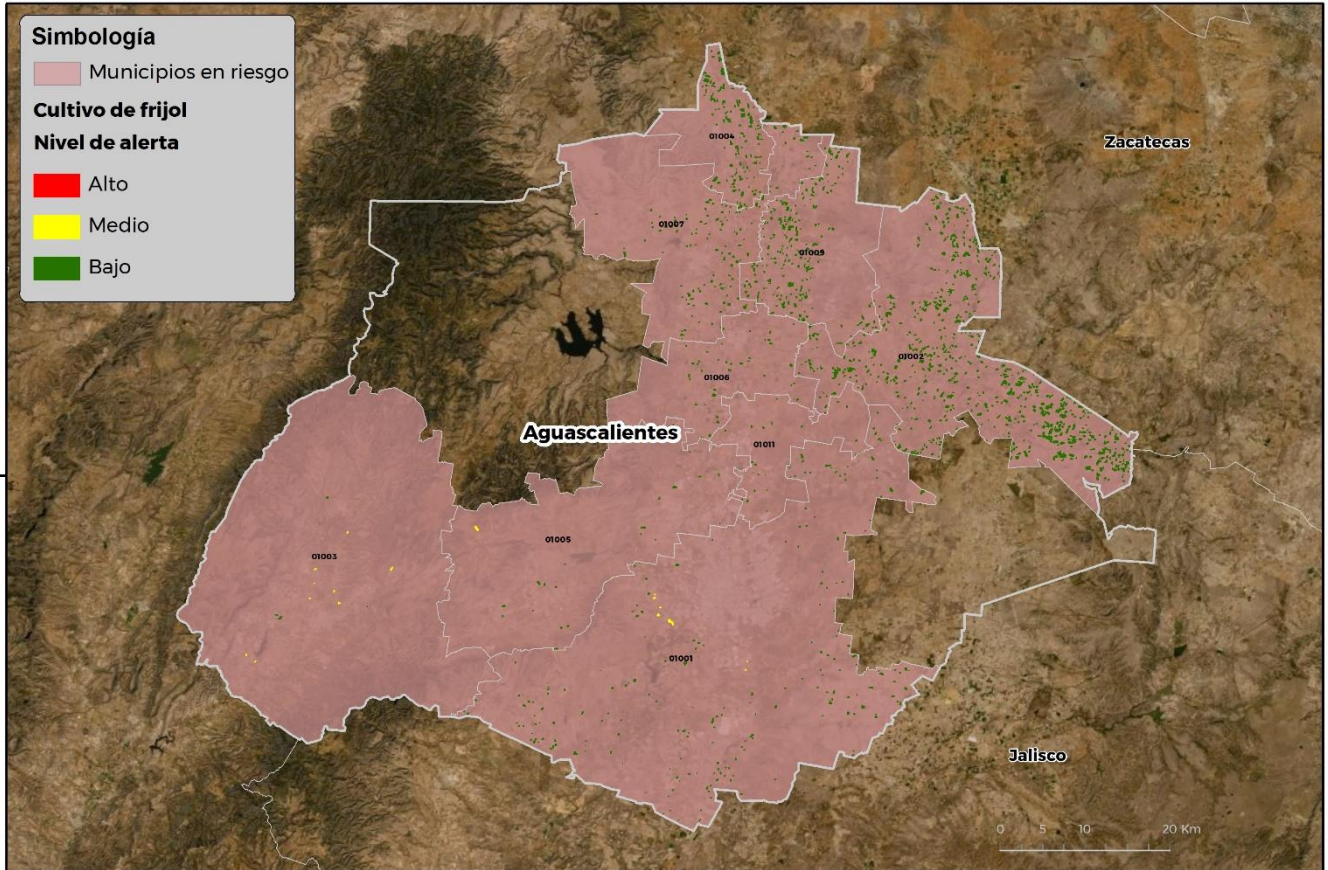 Simbología
Municipios en riesgo
Cultivo de frijol
Nivel de alerta
Alto
Medio
Bajo
Zacatecas
01004
01007
01009
01002
01006
Aguascalientes
01011
01005
01003
01001
Jalisco
0 5 10 20 Km